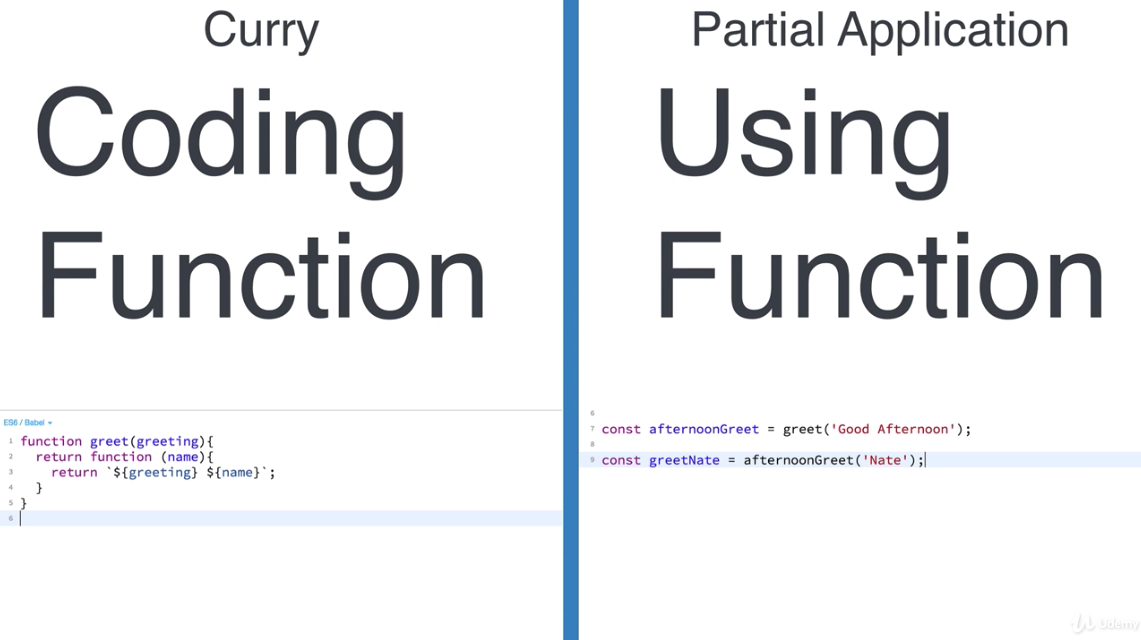 Curry
Coding
Function
ES6 / Babel
1 function greet(greeting){
2   return function (name){
3     return `${greeting} ${name}`;
4   }
5 }
6
Partial Application
Using
Function
6
7 const afternoonGreet = greet('Good Afternoon');
8
9 const greetNate = afternoonGreet('Nate');
Udemy